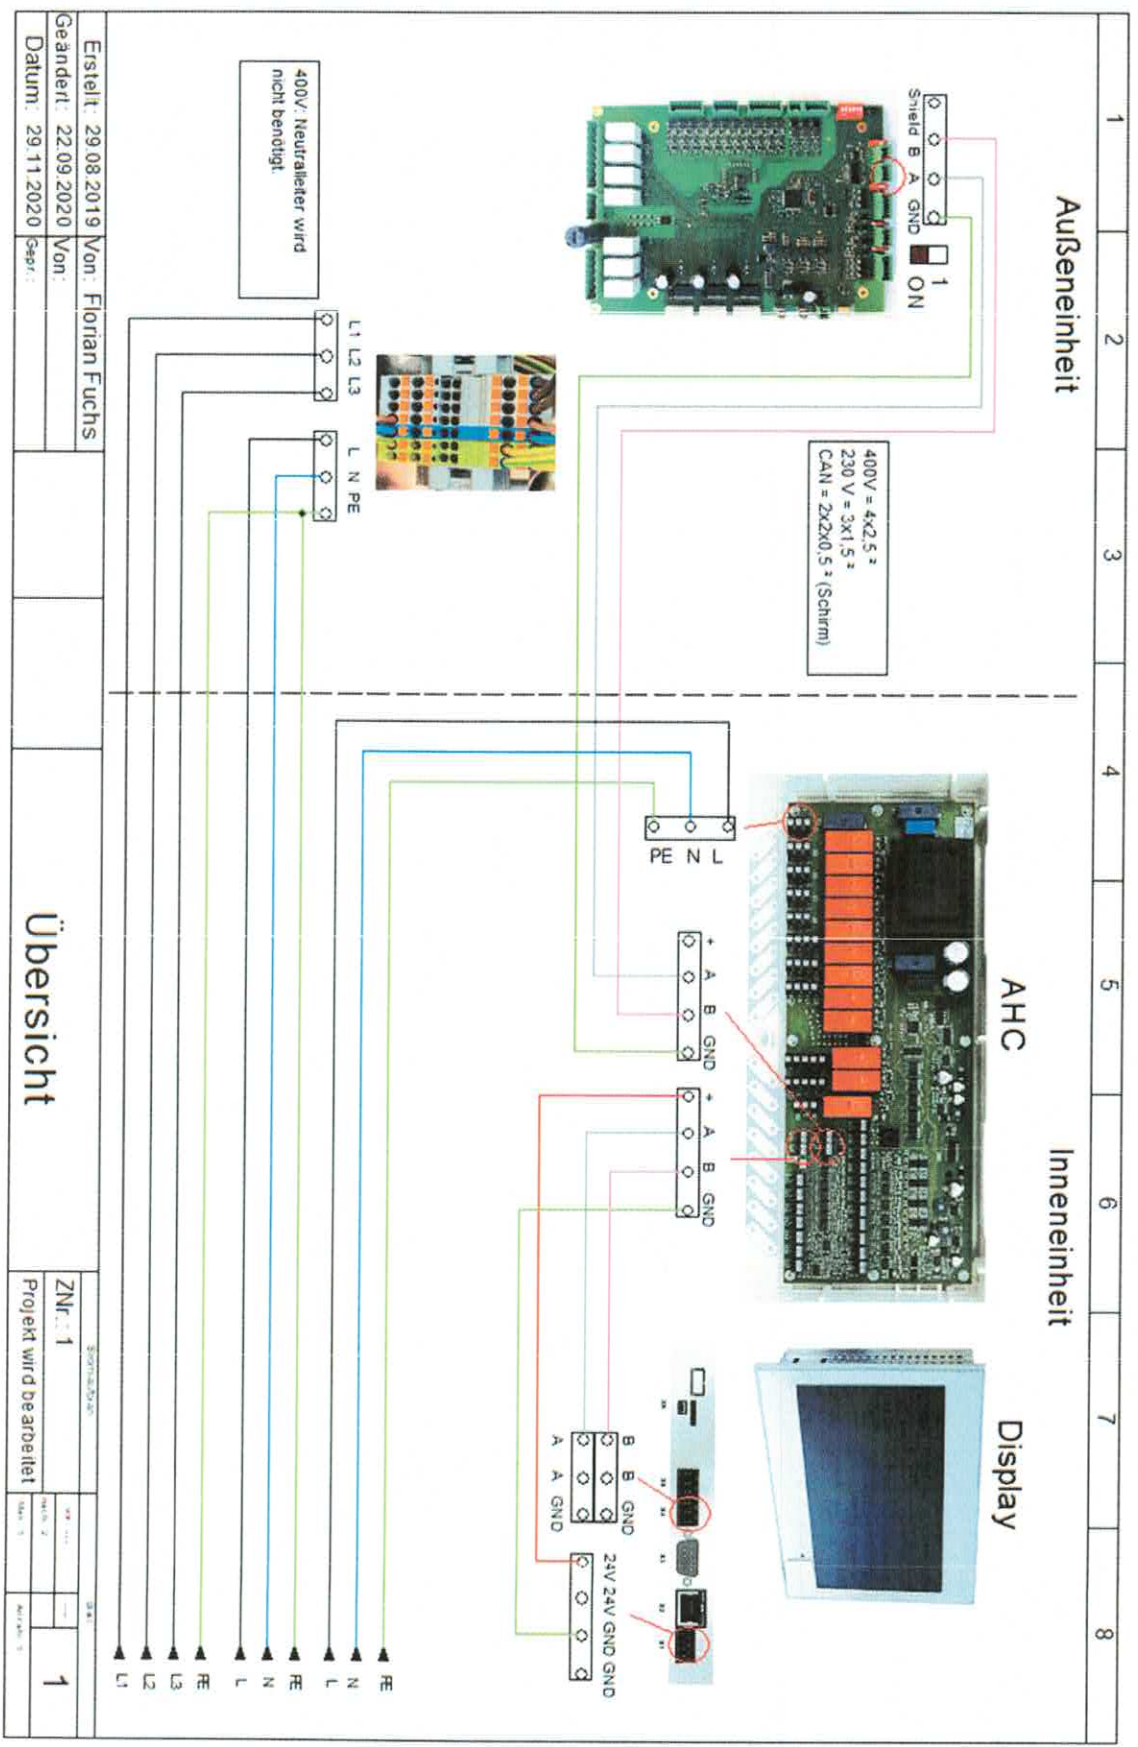 1
2
3
4
5
6
7
8
Außeneinheit
AHC
Inneneinheit
Display
Shield B A GND
1
ON
400V = 4x2,5 ²
230 V = 3x1,5 ²
CAN = 2x2x0,5 ² (Schirm)
400V: Neutralleiter wird
nicht benötigt.
L1 L2 L3
L N PE
PE N L
+ A B GND
+ A B GND
B B GND
A A GND
24V 24V GND GND
PE
N
L
PE
N
L
PE
L3
L2
L1
Erstellt: 29.08.2019 Von: Florian Fuchs
Geändert: 22.09.2020 Von:
Datum: 29.11.2020 Gepr.:
Übersicht
ZNr.: 1
Projekt wird bearbeitet
1